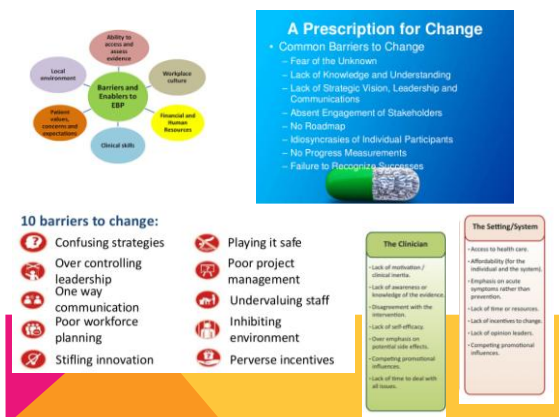 Ability to
access and
assess
evidence
Workplace
culture
Financial and
Human
Resources
Clinical skills
Patient
values,
concerns and
expectations
Local
environment
Barriers and
Enablers to
EBP
A Prescription for Change
• Common Barriers to Change
– Fear of the Unknown
– Lack of Knowledge and Understanding
– Lack of Strategic Vision, Leadership and
Communications
– Absent Engagement of Stakeholders
– No Roadmap
– Idiosyncrasies of Individual Participants
– No Progress Measurements
– Failure to Recognize Successes
10 barriers to change:
Confusing strategies
Over controlling
leadership
One way
communication
Poor workforce
planning
Stifling innovation
Playing it safe
Poor project
management
Undervaluing staff
Inhibiting
environment
Perverse incentives
The Clinician
• Lack of motivation /
clinical inertia.
• Lack of awareness or
knowledge of the evidence.
• Disagreement with the
intervention.
• Lack of self-efficacy.
• Over emphasis on
potential side effects.
• Competing promotional
influences.
• Lack of time to deal with
all issues.
The Setting/System
• Access to health care.
• Affordability (for the
individual and the system).
• Emphasis on acute
symptoms rather than
prevention.
• Lack of time or resources.
• Lack of incentives to change.
• Lack of opinion leaders.
• Competing promotional
influences.